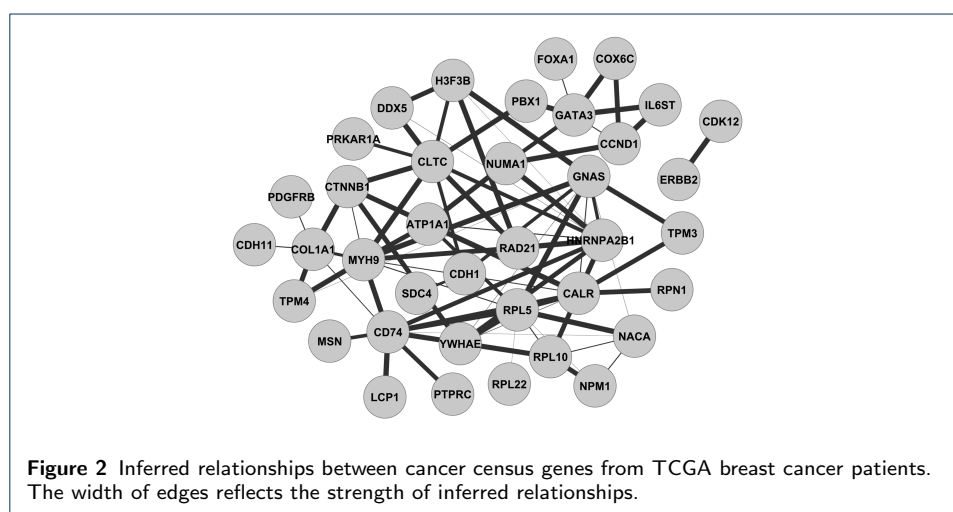 FOXA1
COX6C
H3F3B
PBX1
IL6ST
DDX5
GATA3
CDK12
PRKAR1A
CCND1
CLTC
NUMA1
GNAS
ERBB2
CTNNB1
PDGFRB
ATP1A1
TPM3
CDH11
COL1A1
RAD21
HNRNPA2B1
MYH9
CDH1
TPM4
SDC4
CALR
RPN1
RPL5
MSN
CD74
YWHAE
NACA
RPL10
LCP1
PTPRC
RPL22
NPM1
Figure 2 Inferred relationships between cancer census genes from TCGA breast cancer patients.
The width of edges reflects the strength of inferred relationships.